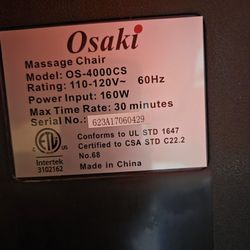 Osaki
Massage Chair
Model: OS-4000CS
Rating: 110-120V~ 60Hz
Power Input: 160W
Max Time Rate: 30 minutes
Serial No.: 623A17060429
ETL
Intertek
3102162
Conforms to UL STD 1647
Certified to CSA STD C22.2
No.68
Made in China